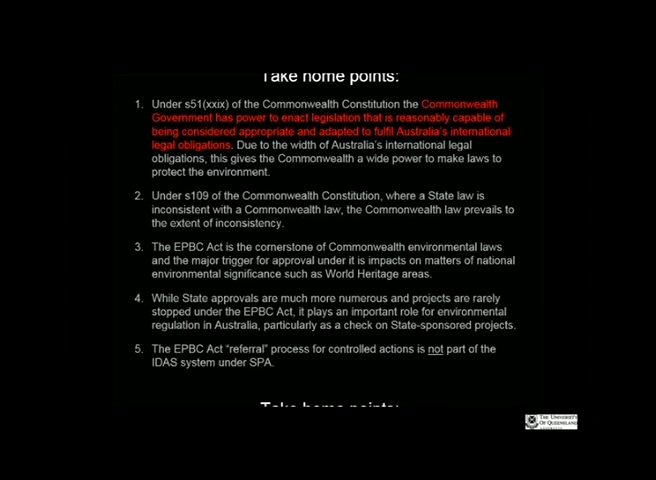 Take home points:
1. Under s51(xxix) of the Commonwealth Constitution the Commonwealth
Government has power to enact legislation that is reasonably capable of
being considered appropriate and adapted to fulfil Australia's international
legal obligations. Due to the width of Australia's international legal
obligations, this gives the Commonwealth a wide power to make laws to
protect the environment.
2. Under s109 of the Commonwealth Constitution, where a State law is
inconsistent with a Commonwealth law, the Commonwealth law prevails to
the extent of inconsistency.
3. The EPBC Act is the cornerstone of Commonwealth environmental laws
and the major trigger for approval under it is impacts on matters of national
environmental significance such as World Heritage areas.
4. While State approvals are much more numerous and projects are rarely
stopped under the EPBC Act, it plays an important role for environmental
regulation in Australia, particularly as a check on State-sponsored projects.
5. The EPBC Act "referral" process for controlled actions is not part of the
IDAS system under SPA.
Take home points:
THE UNIVERSITY
OF QUEENSLAND